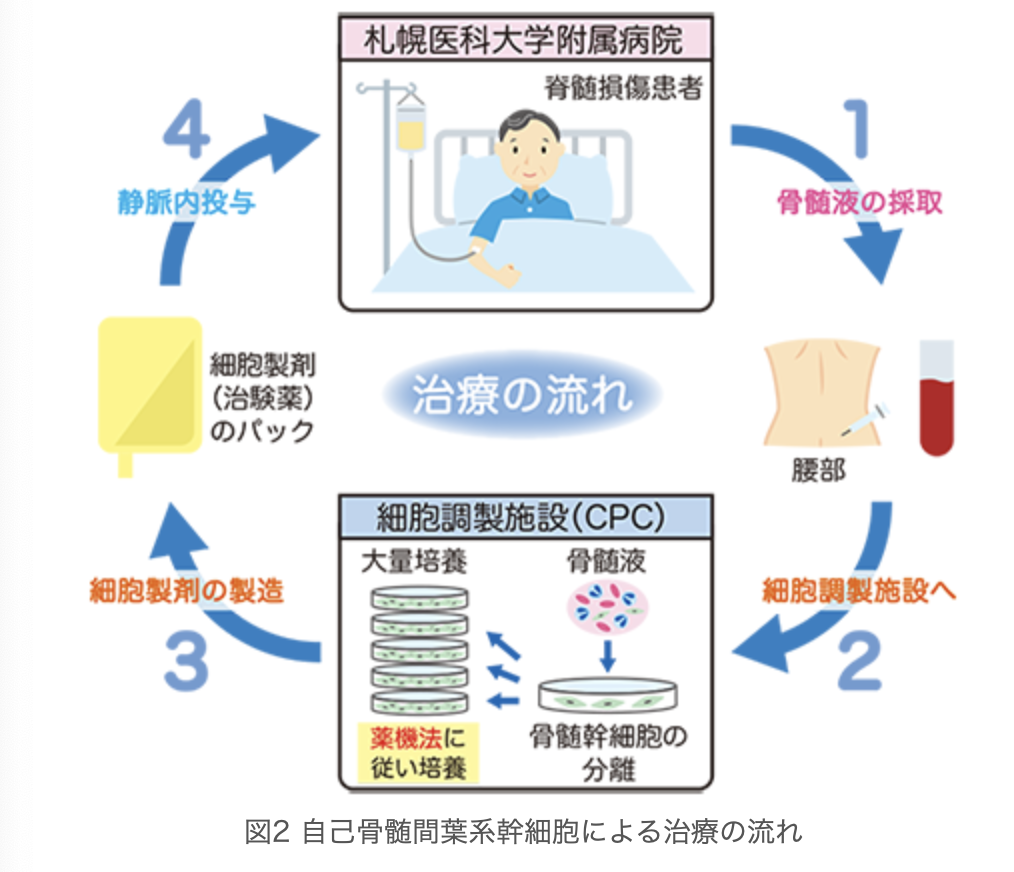 札幌医科大学附属病院
脊髄損傷患者
1
骨髄液の採取
腰部
2
細胞調製施設へ
細胞調製施設(CPC)
骨髄液
骨髄幹細胞の
分離
大量培養
薬機法に
従い培養
3
細胞製剤の製造
細胞製剤
(治験薬)
のパック
4
静脈内投与
治療の流れ
図2 自己骨髄間葉系幹細胞による治療の流れ